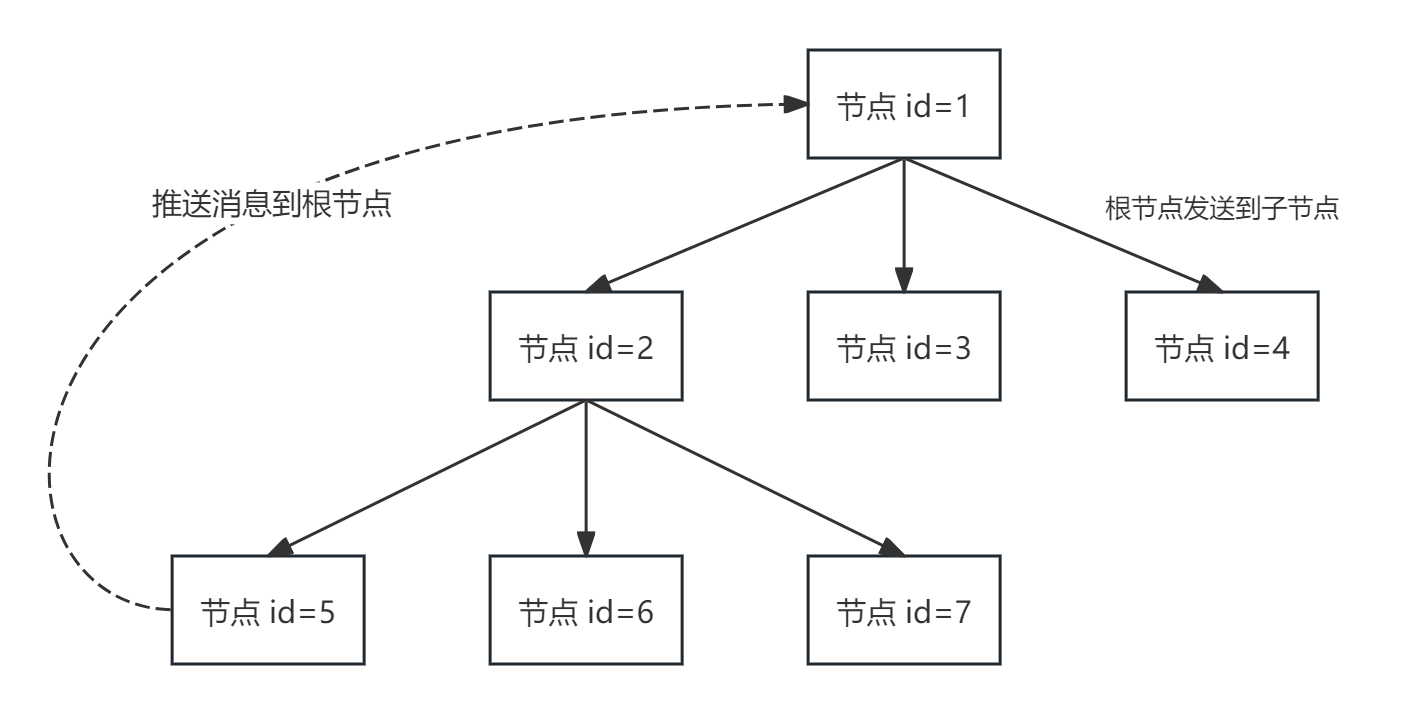 节点 id=1
推送消息到根节点
根节点发送到子节点
节点 id=2
节点 id=3
节点 id=4
节点 id=5
节点 id=6
节点 id=7